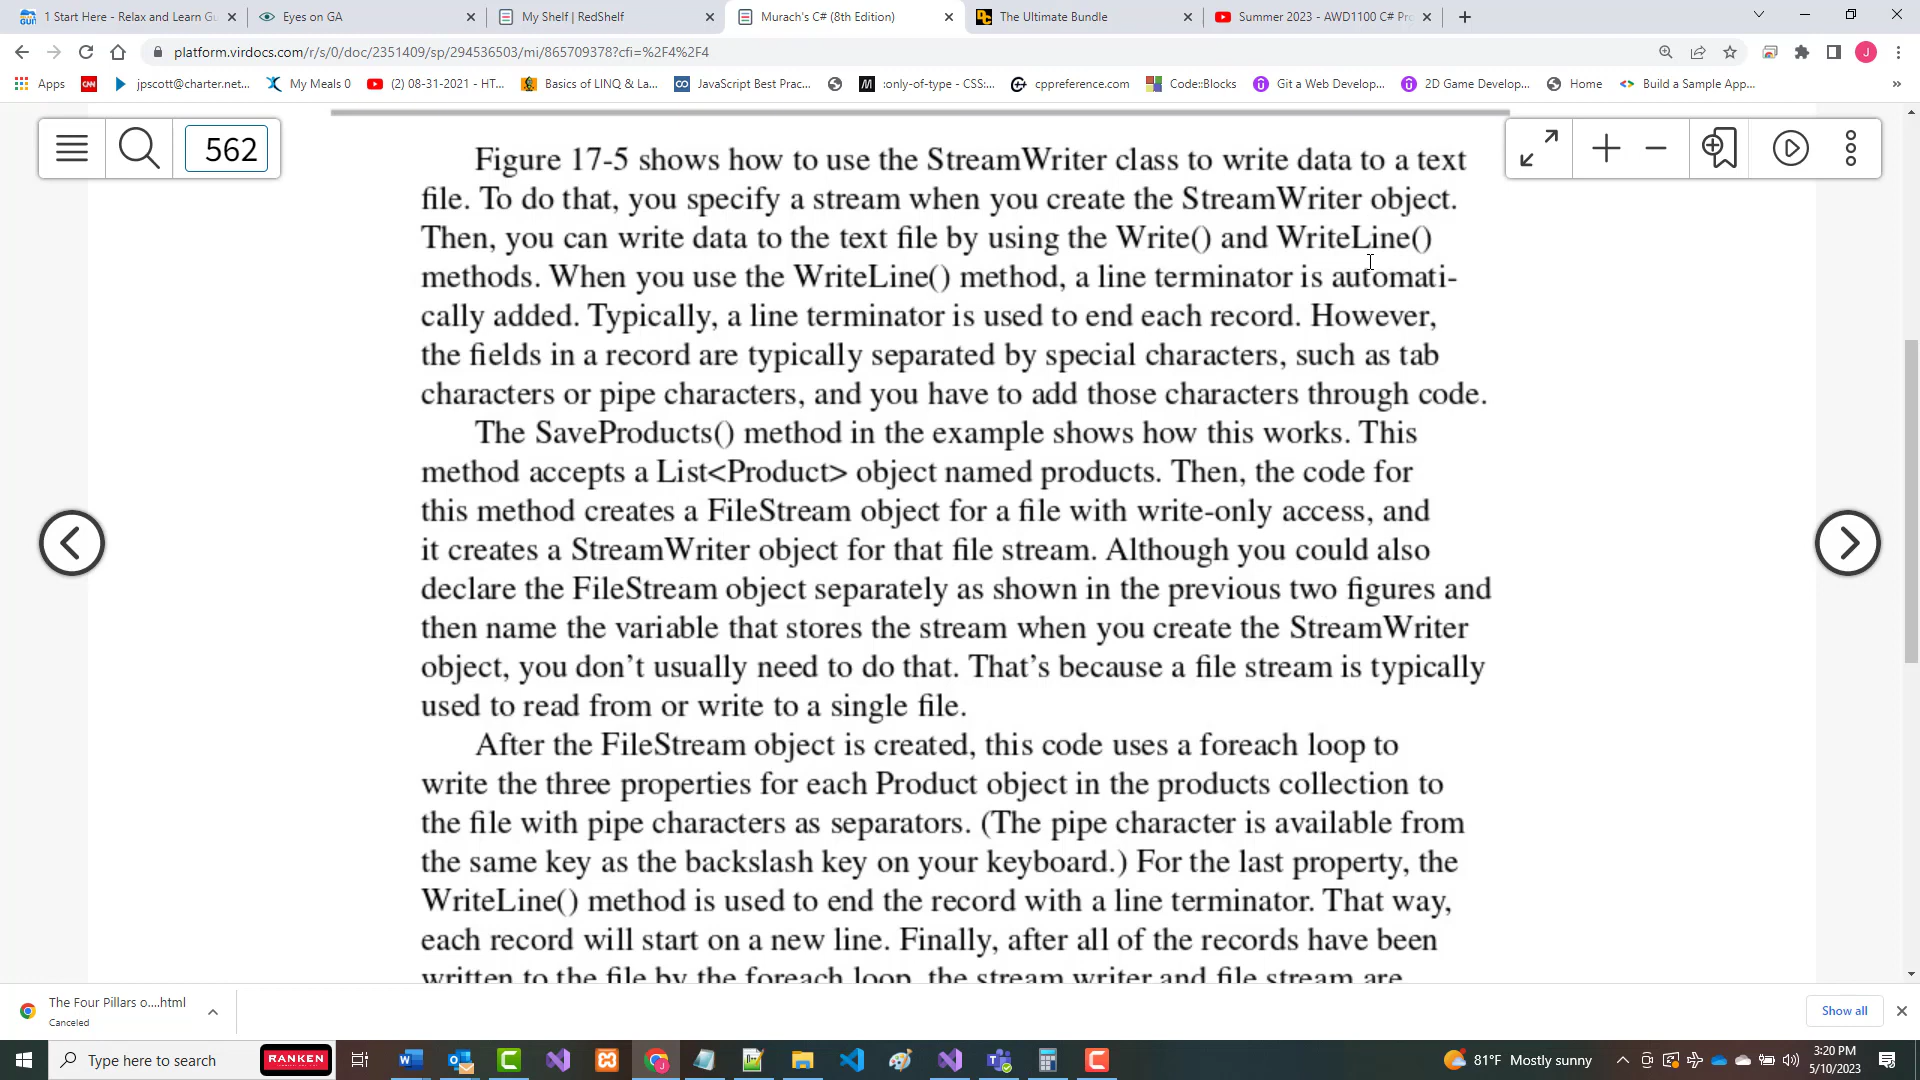 1 Start Here - Relax and Learn Gu
Eyes on GA
My Shelf | RedShelf
Murach's C# (8th Edition)
The Ultimate Bundle
Summer 2023 - AWD1100 C# Pro
platform.virdocs.com/r/s/0/doc/2351409/sp/294536503/mi/865709378?cfi=%2F4%2F4
J
Apps
CNN
jpscott@charter.net...
My Meals 0
(2) 08-31-2021 - HT...
Basics of LINQ & La...
JavaScript Best Prac...
:only-of-type - CSS:...
cppreference.com
Code::Blocks
Git a Web Develop...
2D Game Develop...
Home
Build a Sample App...
»
562
Figure 17-5 shows how to use the StreamWriter class to write data to a text
file. To do that, you specify a stream when you create the StreamWriter object.
Then, you can write data to the text file by using the Write() and WriteLine()
methods. When you use the WriteLine() method, a line terminator is automati-
cally added. Typically, a line terminator is used to end each record. However,
the fields in a record are typically separated by special characters, such as tab
characters or pipe characters, and you have to add those characters through code.
The SaveProducts() method in the example shows how this works. This
method accepts a List<Product> object named products. Then, the code for
this method creates a FileStream object for a file with write-only access, and
it creates a StreamWriter object for that file stream. Although you could also
declare the FileStream object separately as shown in the previous two figures and
then name the variable that stores the stream when you create the StreamWriter
object, you don’t usually need to do that. That’s because a file stream is typically
used to read from or write to a single file.
After the FileStream object is created, this code uses a foreach loop to
write the three properties for each Product object in the products collection to
the file with pipe characters as separators. (The pipe character is available from
the same key as the backslash key on your keyboard.) For the last property, the
WriteLine() method is used to end the record with a line terminator. That way,
each record will start on a new line. Finally, after all of the records have been
written to the file by the foreach loop, the stream writer and file stream are
The Four Pillars o....html
Canceled
Show all
Type here to search
RANKEN
81°F Mostly sunny
3:20 PM
5/10/2023